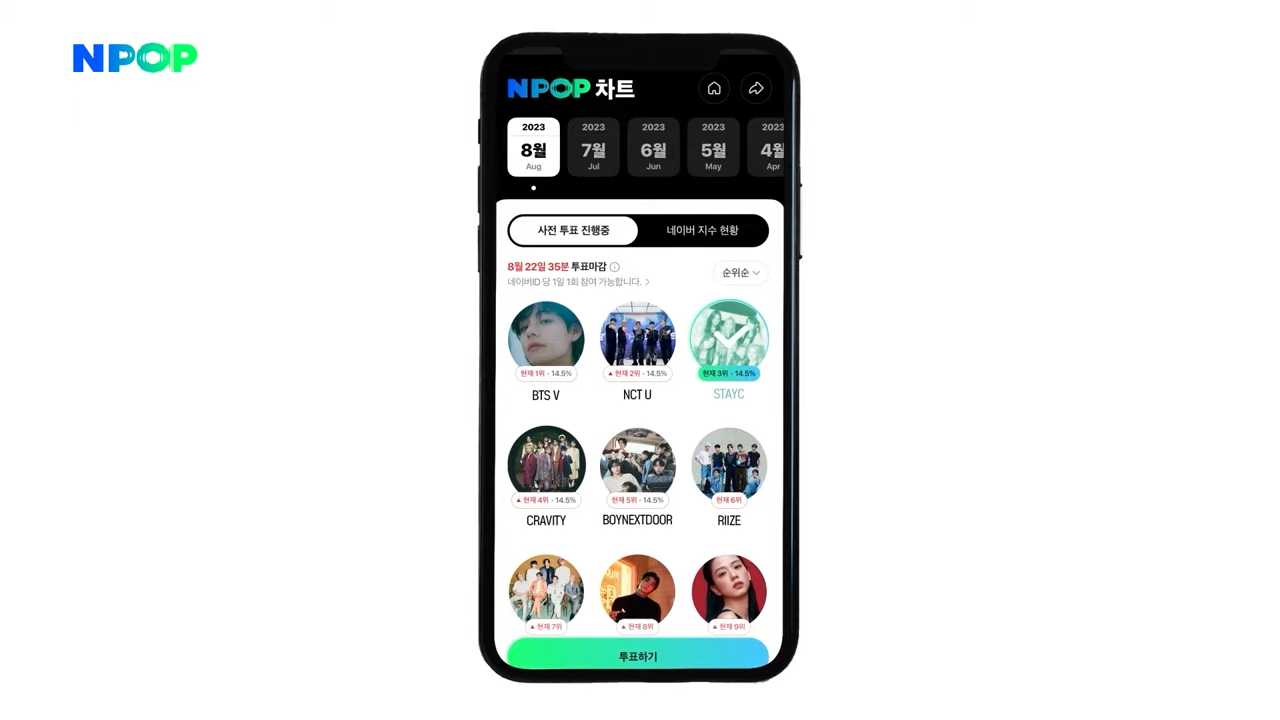 NPOP
NPOP 차트
2023
8월
Aug
2023
7월
Jul
2023
6월
Jun
2023
5월
May
2023
4월
Apr
사전 투표 진행중
네이버 지수 현황
8월 22일 35분 투표마감
순위순
네이버ID 당 1일 1회 참여 가능합니다.
현재 1위 · 14.5%
▲ 현재 2위 · 14.5%
현재 3위 · 14.5%
BTS V
NCT U
STAYC
▲ 현재 4위 · 14.5%
현재 5위 · 14.5%
현재 6위
CRAVITY
BOYNEXTDOOR
RIIZE
▲ 현재 7위
▲ 현재 8위
▲ 현재 9위
투표하기